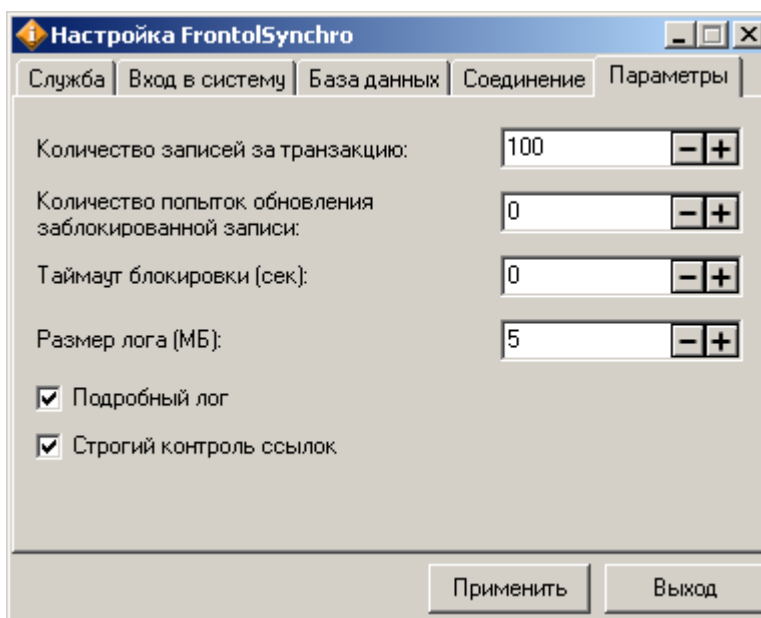 Настройка FrontolSynchro
Служба Вход в систему База данных Соединение Параметры
Количество записей за транзакцию: 100
Количество попыток обновления
заблокированной записи: 0
Таймаут блокировки (сек): 0
Размер лога (МБ): 5
Подробный лог
Строгий контроль ссылок
Применить Выход